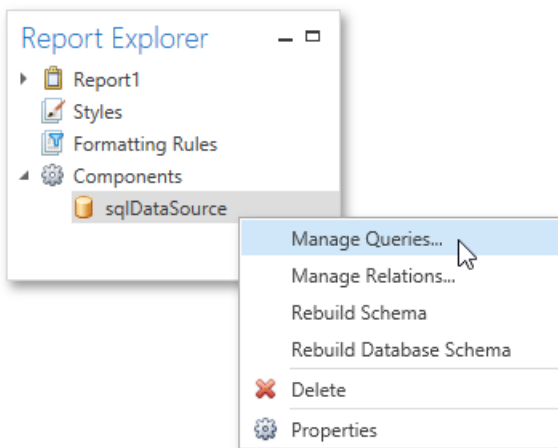 Report Explorer
Report1
Styles
Formatting Rules
Components
sqlDataSource
Manage Queries...
Manage Relations...
Rebuild Schema
Rebuild Database Schema
Delete
Properties